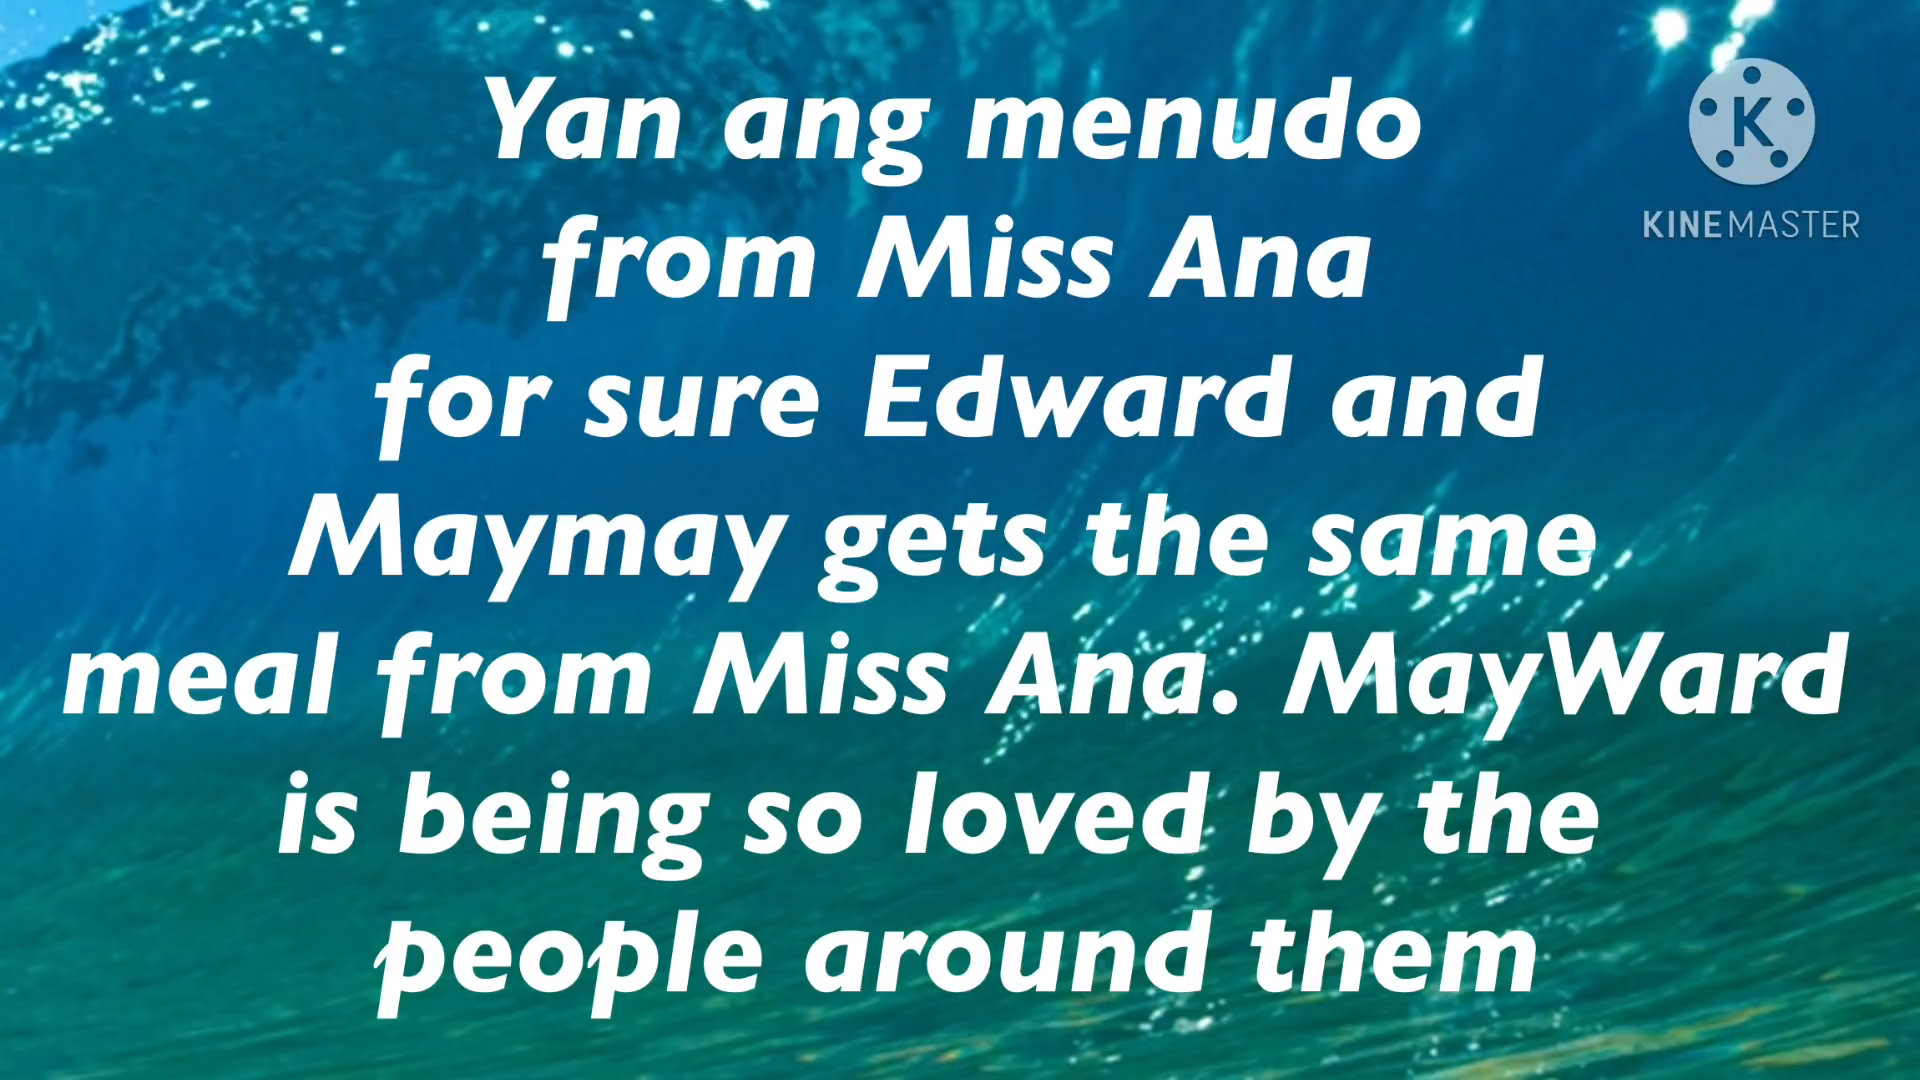 Yan ang menudo
from Miss Ana
for sure Edward and
Maymay gets the same
meal from Miss Ana. MayWard
is being so loved by the
people around them
K
KINEMASTER